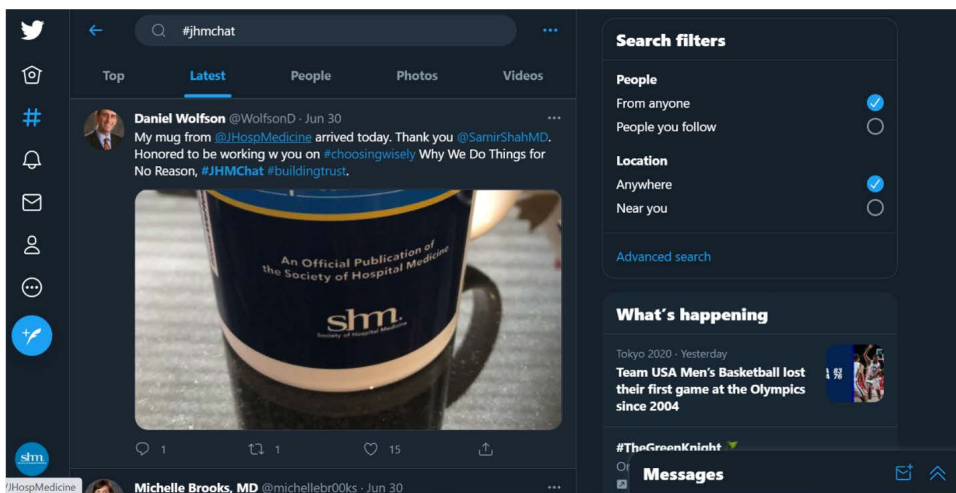 #jhmchat
Top Latest People Photos Videos
Daniel Wolfson @WolfsonD · Jun 30
My mug from @JHospMedicine arrived today. Thank you @SamirShahMD.
Honored to be working w you on #choosingwisely Why We Do Things for
No Reason, #JHMChat #buildingtrust.
An Official Publication of
the Society of Hospital Medicine
shm.
Society of Hospital Medicine
1 1 15
Michelle Brooks, MD @michellebr00ks · Jun 30
Search filters
People
From anyone
People you follow
Location
Anywhere
Near you
Advanced search
What's happening
Tokyo 2020 · Yesterday
Team USA Men's Basketball lost
their first game at the Olympics
since 2004
#TheGreenKnight
Messages
shm.
/JHospMedicine